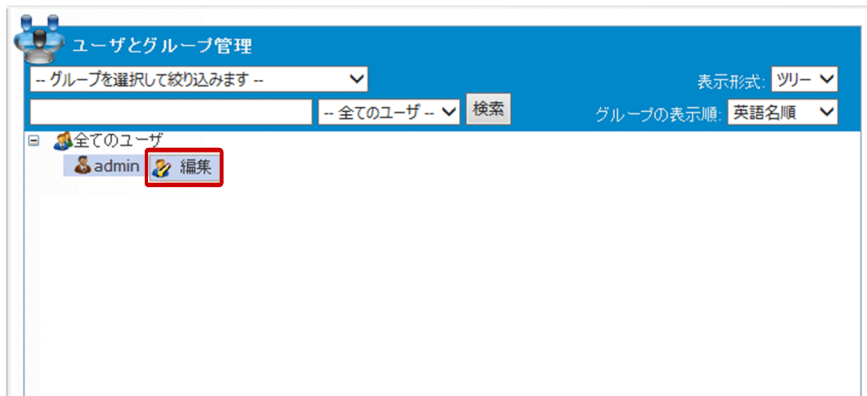 ユーザとグループ管理
-- グループを選択して絞り込みます --
表示形式: ツリー
-- 全てのユーザ -- 検索
グループの表示順: 英語名順
全てのユーザ
admin 編集